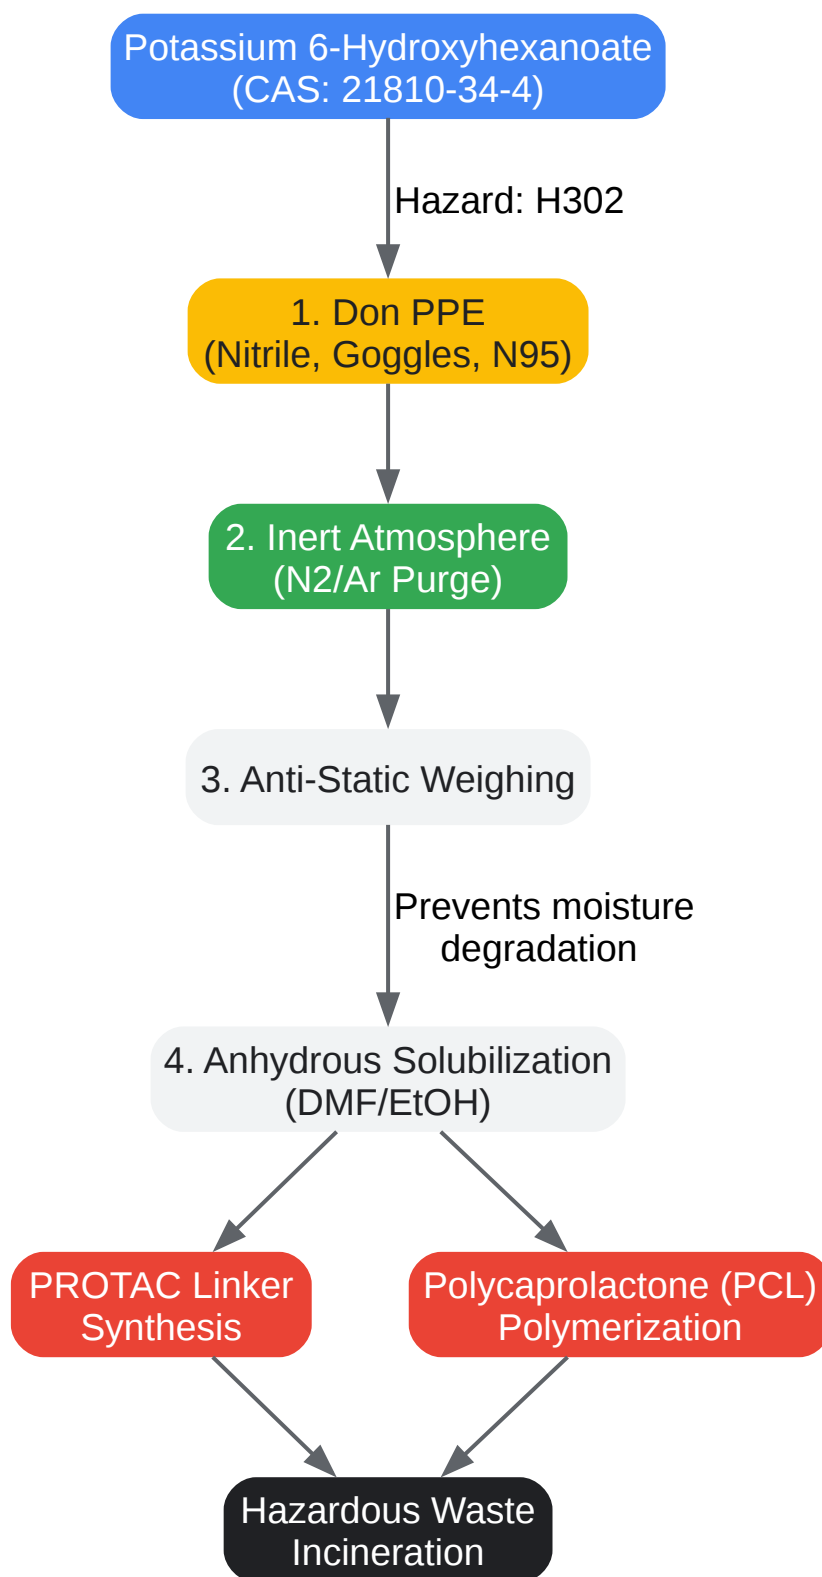 Potassium 6-Hydroxyhexanoate
(CAS: 21810-34-4)
Hazard: H302
1. Don PPE
(Nitrile, Goggles, N95)
2. Inert Atmosphere
(N2/Ar Purge)
3. Anti-Static Weighing
Prevents moisture
degradation
4. Anhydrous Solubilization
(DMF/EtOH)
PROTAC Linker
Synthesis
Polycaprolactone (PCL)
Polymerization
Hazardous Waste
Incineration